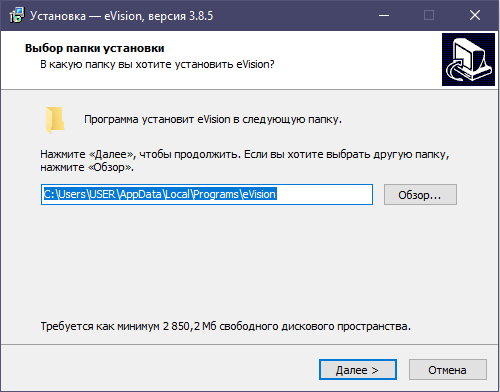 Установка — eVision, версия 3.8.5
Выбор папки установки
В какую папку вы хотите установить eVision?
Программа установит eVision в следующую папку.
Нажмите «Далее», чтобы продолжить. Если вы хотите выбрать другую папку,
нажмите «Обзор».
C:\Users\USER\AppData\Local\Programs\eVision
Обзор...
Требуется как минимум 2 850,2 Мб свободного дискового пространства.
Далее >
Отмена